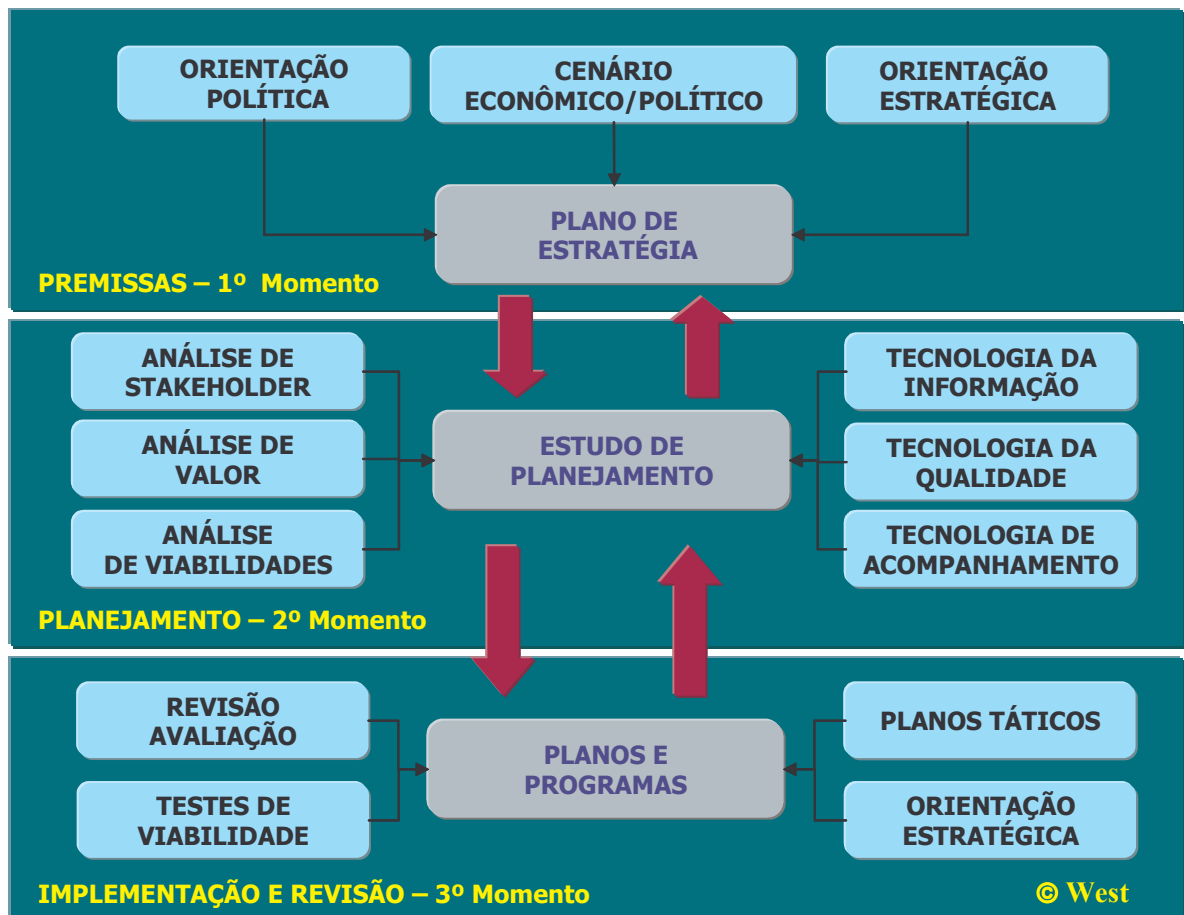 ORIENTAÇÃO
POLÍTICA
CENÁRIO
ECONÔMICO/POLÍTICO
ORIENTAÇÃO
ESTRATÉGICA
PLANO DE
ESTRATÉGIA
PREMISSAS – 1º Momento
ANÁLISE DE
STAKEHOLDER
ANÁLISE DE
VALOR
ANÁLISE
DE VIABILIDADES
ESTUDO DE
PLANEJAMENTO
TECNOLOGIA DA
INFORMAÇÃO
TECNOLOGIA DA
QUALIDADE
TECNOLOGIA DE
ACOMPANHAMENTO
PLANEJAMENTO – 2º Momento
REVISÃO
AVALIAÇÃO
TESTES DE
VIABILIDADE
PLANOS E
PROGRAMAS
PLANOS TÁTICOS
ORIENTAÇÃO
ESTRATÉGICA
IMPLEMENTAÇÃO E REVISÃO – 3º Momento
© West